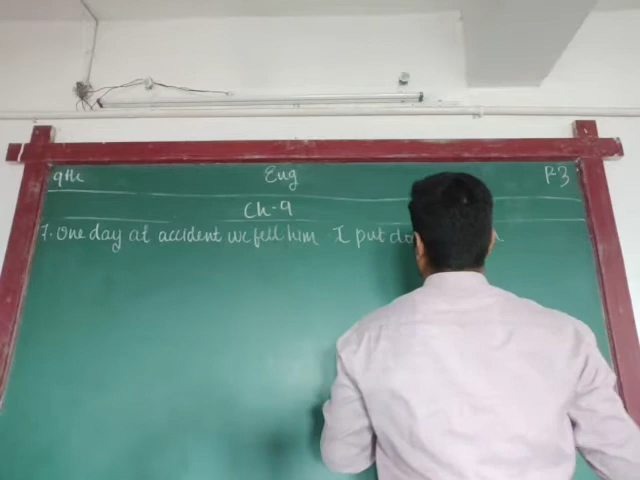 9th Eng P-3
Ch-9
7. One day at accident we fell him I put do